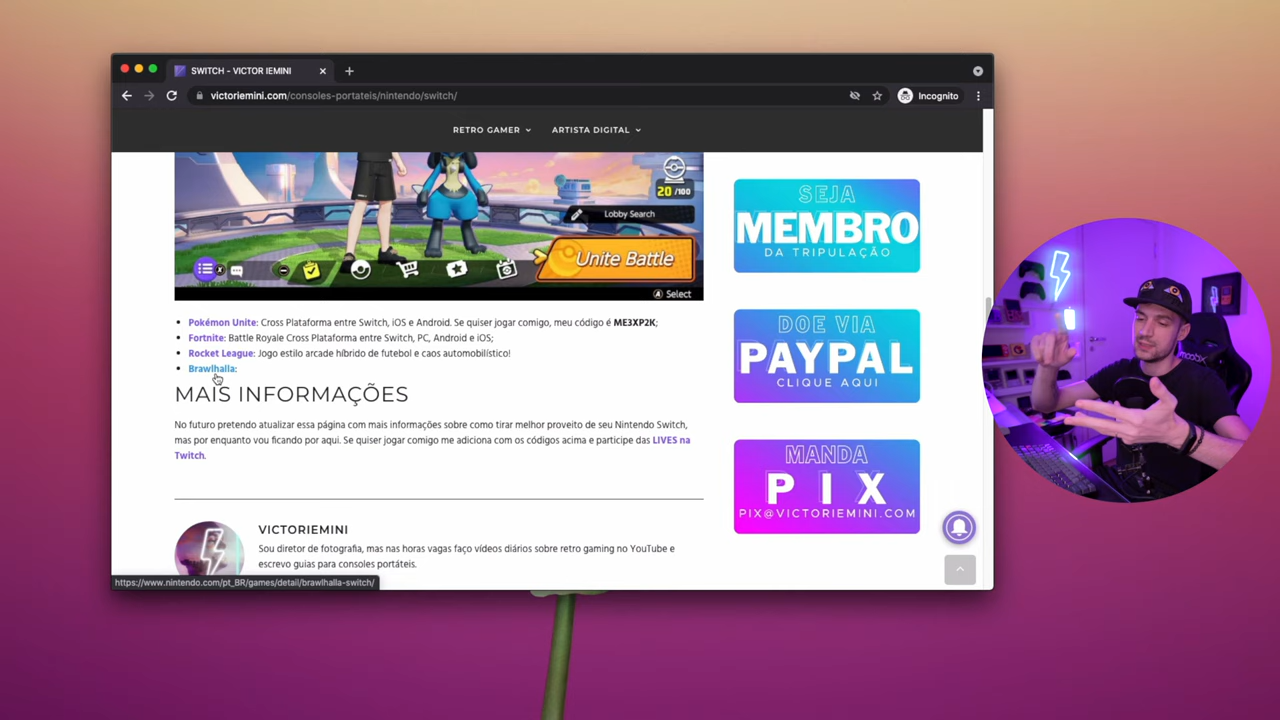 SWITCH - VICTOR IEMINI
victoriemini.com/consoles-portateis/nintendo/switch/
Incognito
RETRO GAMER
ARTISTA DIGITAL
20/100
Lobby Search
Unite Battle
X
A Select
• Pokémon Unite: Cross Plataforma entre Switch, iOS e Android. Se quiser jogar comigo, meu código é ME3XP2K;
• Fortnite: Battle Royale Cross Plataforma entre Switch, PC, Android e iOS;
• Rocket League: Jogo estilo arcade híbrido de futebol e caos automobilístico!
• Brawlhalla:
MAIS INFORMAÇÕES
No futuro pretendo atualizar essa página com mais informações sobre como tirar melhor proveito de seu Nintendo Switch,
mas por enquanto vou ficando por aqui. Se quiser jogar comigo me adiciona com os códigos acima e participe das LIVES na
Twitch.
VICTORIEMINI
Sou diretor de fotografia, mas nas horas vagas faço vídeos diários sobre retro gaming no YouTube e
escrevo guias para consoles portáteis.
https://www.nintendo.com/pt_BR/games/detail/brawlhalla-switch/
SEJA
MEMBRO
DA TRIPULAÇÃO
DOE VIA
PAYPAL
CLIQUE AQUI
MANDA
PIX
PIX@VICTORIEMINI.COM